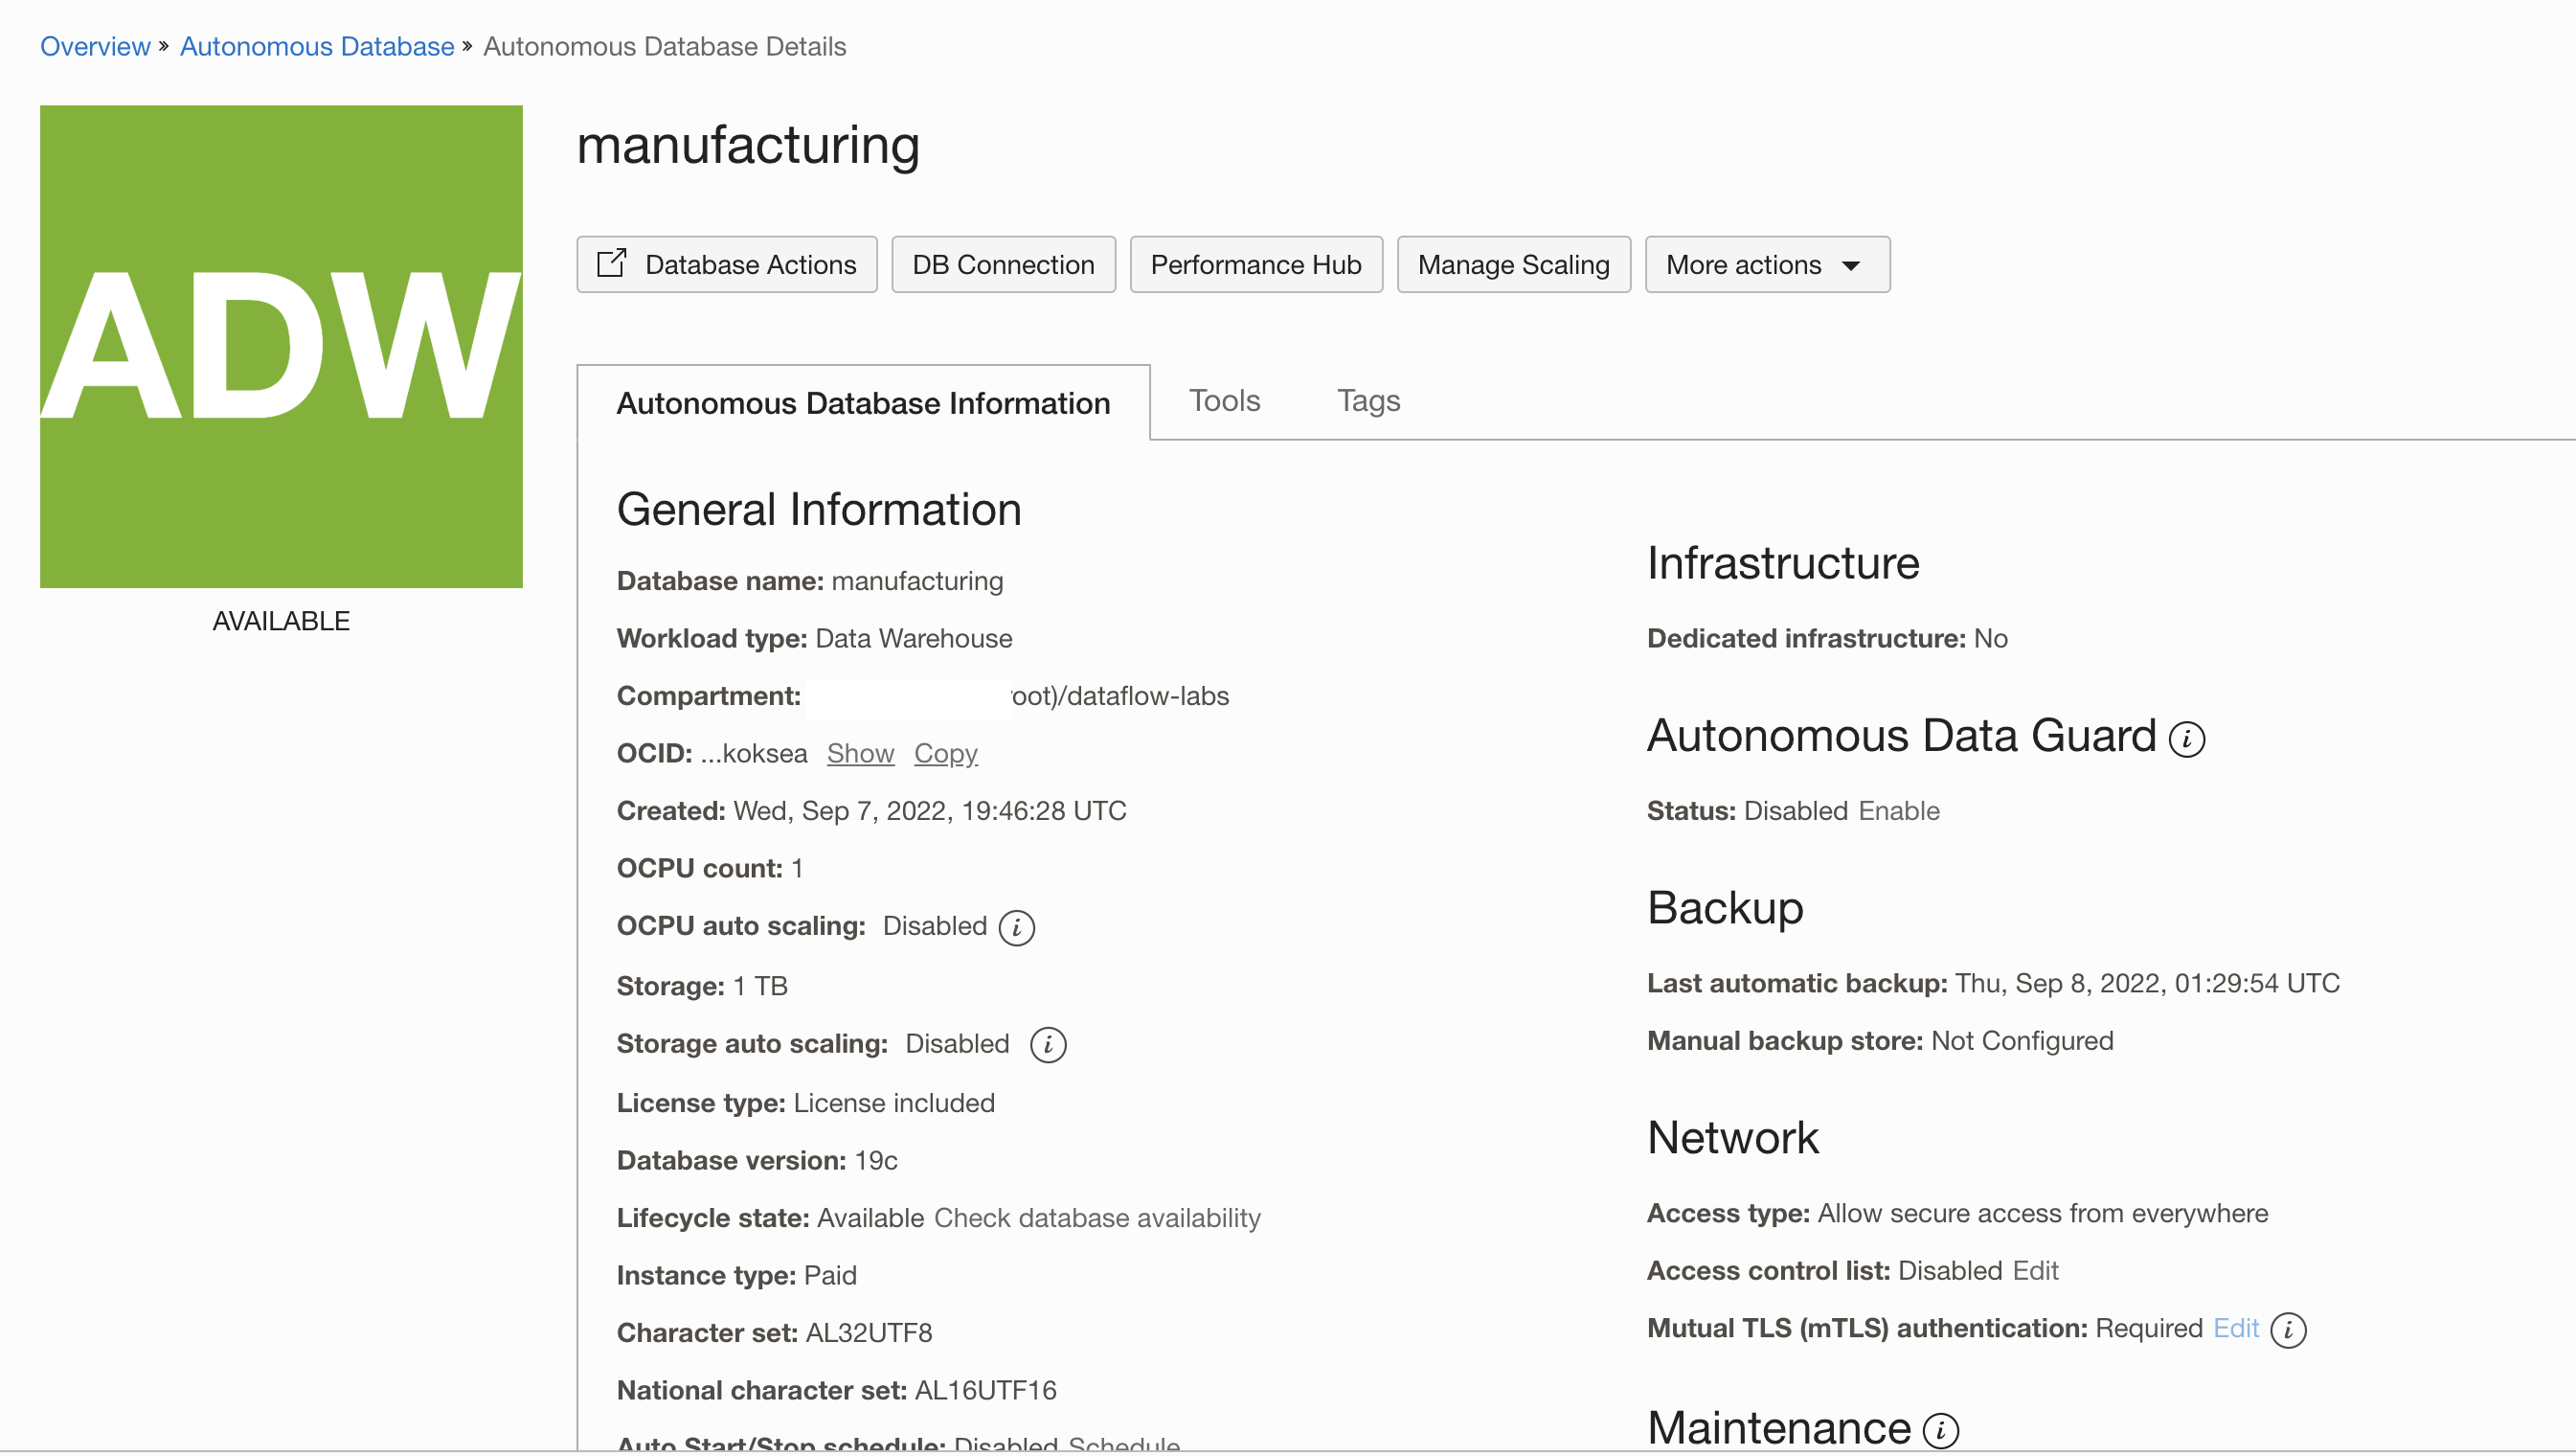 Overview » Autonomous Database » Autonomous Database Details
ADW
AVAILABLE
manufacturing
Database Actions
DB Connection
Performance Hub
Manage Scaling
More actions
Autonomous Database Information
Tools
Tags
General Information
Database name: manufacturing
Workload type: Data Warehouse
Compartment: oot)/dataflow-labs
OCID: ...koksea Show Copy
Created: Wed, Sep 7, 2022, 19:46:28 UTC
OCPU count: 1
OCPU auto scaling: Disabled i
Storage: 1 TB
Storage auto scaling: Disabled i
License type: License included
Database version: 19c
Lifecycle state: Available Check database availability
Instance type: Paid
Character set: AL32UTF8
National character set: AL16UTF16
Auto Start/Stop schedule: Disabled Schedule
Infrastructure
Dedicated infrastructure: No
Autonomous Data Guard i
Status: Disabled Enable
Backup
Last automatic backup: Thu, Sep 8, 2022, 01:29:54 UTC
Manual backup store: Not Configured
Network
Access type: Allow secure access from everywhere
Access control list: Disabled Edit
Mutual TLS (mTLS) authentication: Required Edit i
Maintenance i